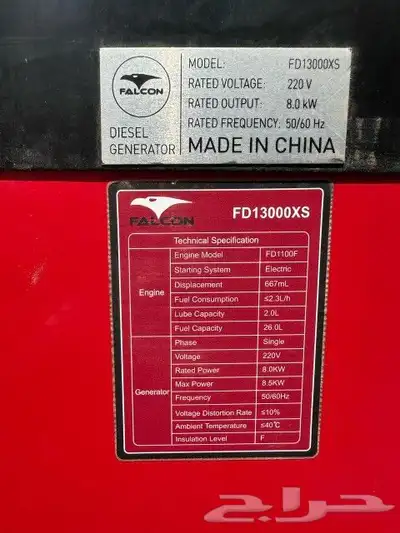 FALCON
DIESEL
GENERATOR
MODEL: FD13000XS
RATED VOLTAGE: 220 V
RATED OUTPUT: 8.0 kW
RATED FREQUENCY: 50/60 Hz
MADE IN CHINA
FALCON
FD13000XS
Technical Specification
Engine
Engine Model FD1100F
Starting System Electric
Displacement 667mL
Fuel Consumption ≤2.3L/h
Lube Capacity 2.0L
Fuel Capacity 26.0L
Generator
Phase Single
Voltage 220V
Rated Power 8.0KW
Max Power 8.5KW
Frequency 50/60Hz
Voltage Distortion Rate ≤10%
Ambient Temperature ≤40℃
Insulation Level F
حراج